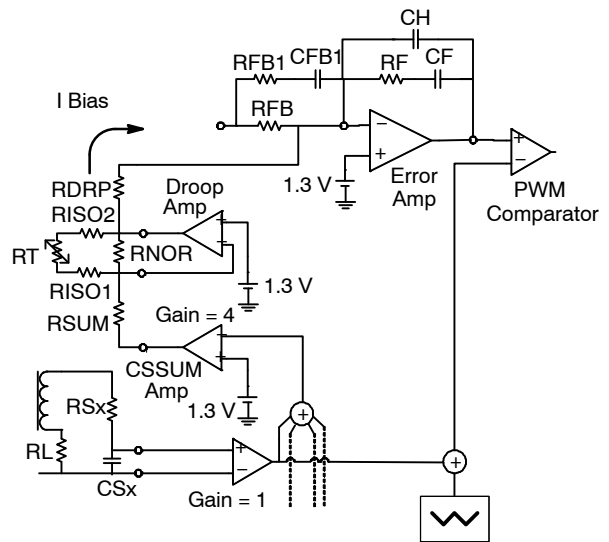 CH
RFB1 CFB1 RF CF
I Bias
RFB
RDRP
Droop
Amp
1.3 V
Error
Amp
PWM
Comparator
RISO2
RT
RNOR
RISO1
1.3 V
RSUM
Gain = 4
CSSUM
Amp
1.3 V
RSx
RL
CSx
Gain = 1